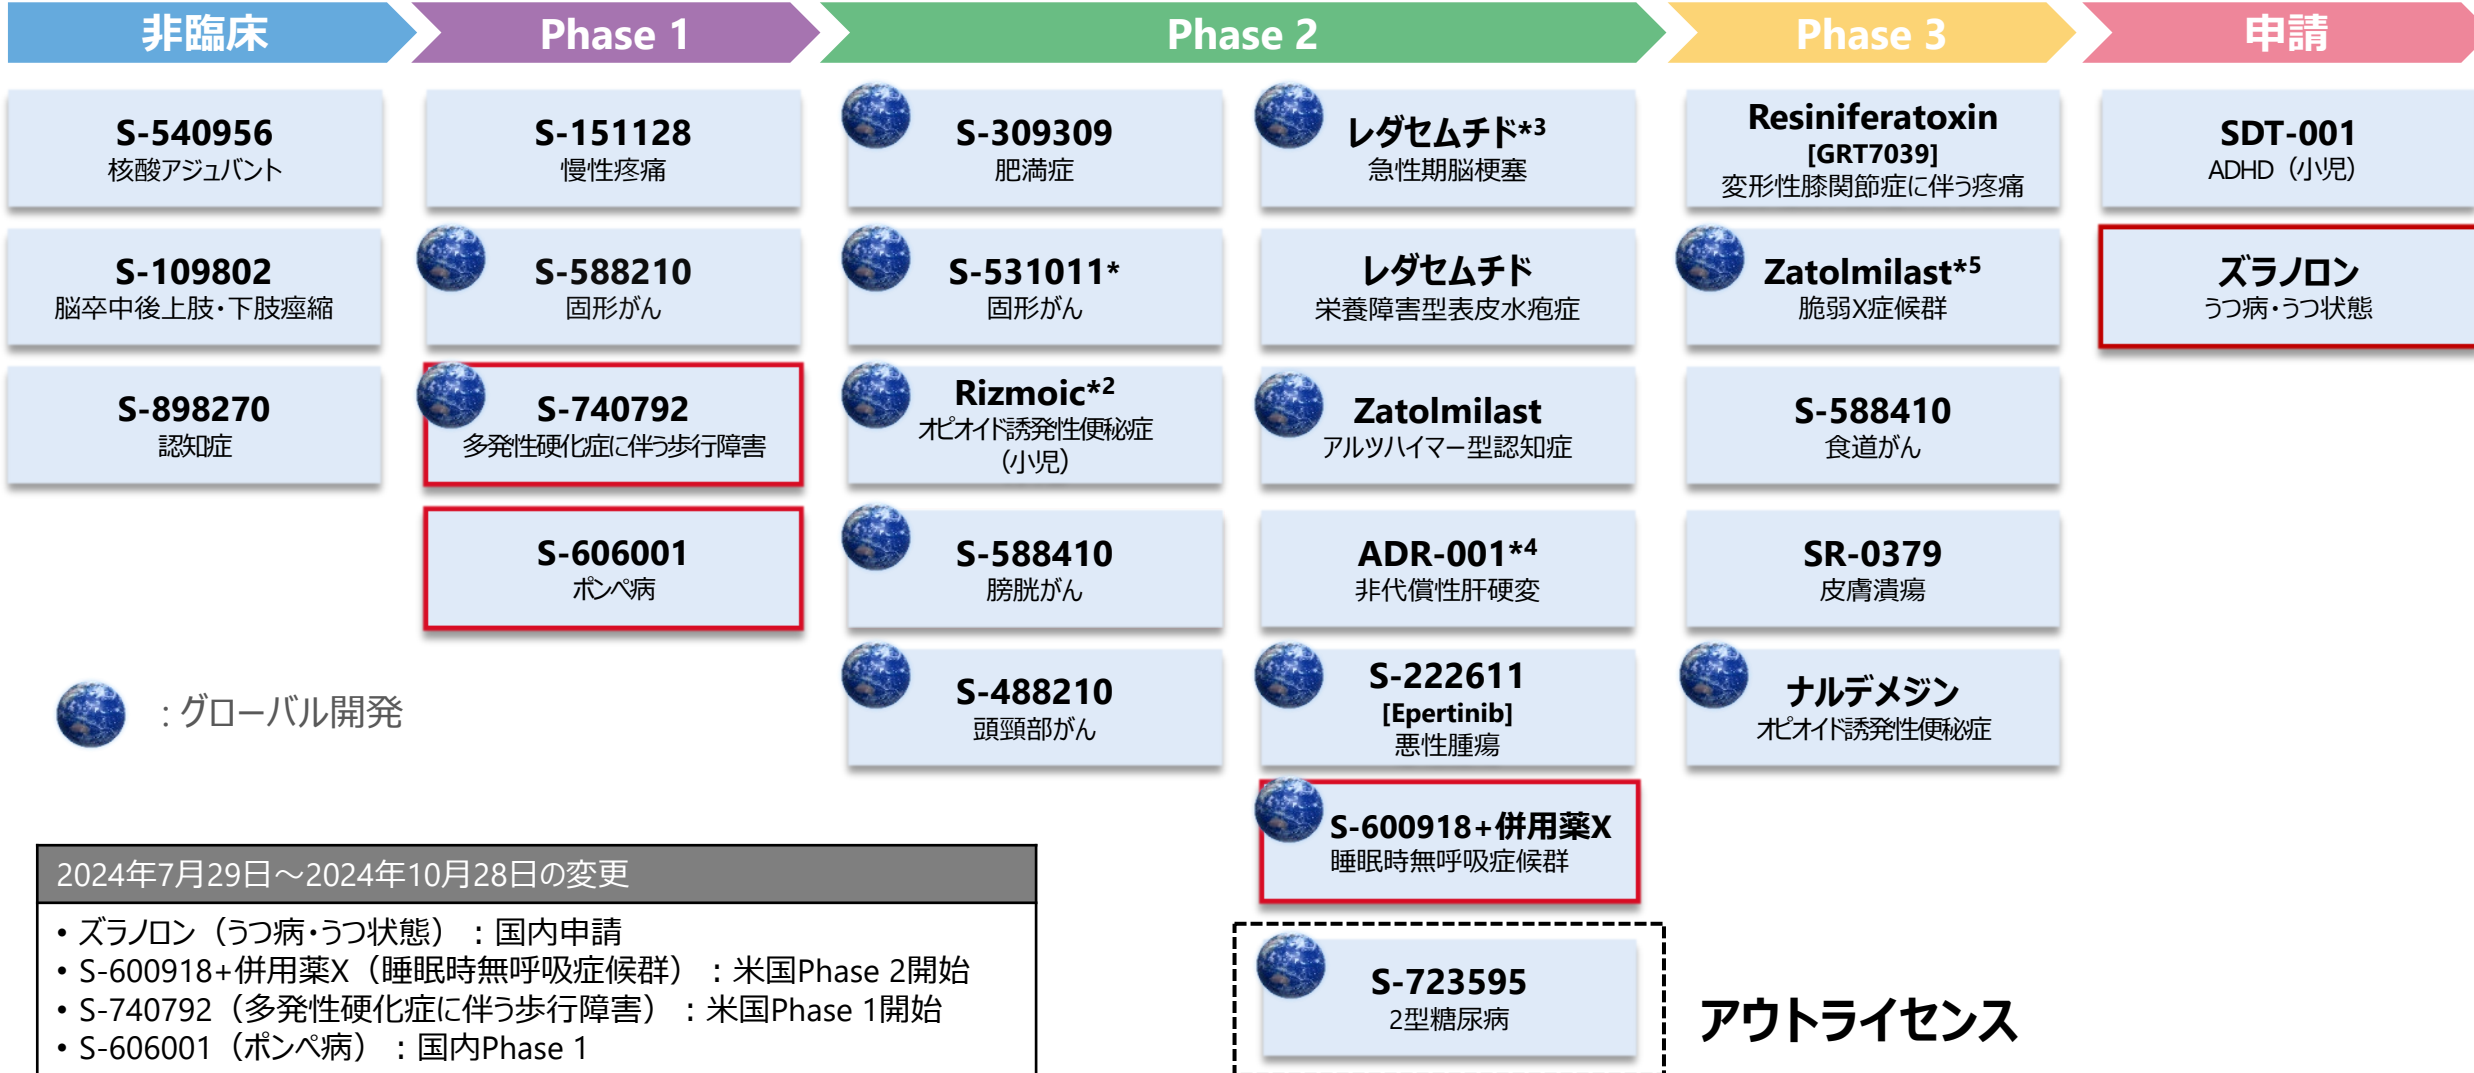 非臨床
Phase 1
Phase 2
Phase 3
申請
S-540956
核酸アジュバント
S-109802
脳卒中後上肢・下肢痙縮
S-898270
認知症
S-151128
慢性疼痛
S-588210
固形がん
S-740792
多発性硬化症に伴う歩行障害
S-606001
ポンペ病
S-309309
肥満症
S-531011*
固形がん
Rizmoic*2
オピオイド誘発性便秘症
（小児）
S-588410
膀胱がん
S-488210
頭頸部がん
レダセムチド*3
急性期脳梗塞
レダセムチド
栄養障害型表皮水疱症
Zatolmilast
アルツハイマー型認知症
ADR-001*4
非代償性肝硬変
S-222611
[Epertinib]
悪性腫瘍
S-600918+併用薬X
睡眠時無呼吸症候群
S-723595
2型糖尿病
アウトライセンス
Resiniferatoxin
[GRT7039]
変形性膝関節症に伴う疼痛
Zatolmilast*5
脆弱X症候群
S-588410
食道がん
SR-0379
皮膚潰瘍
ナルデメジン
オピオイド誘発性便秘症
SDT-001
ADHD（小児）
ズラノロン
うつ病・うつ状態
：グローバル開発
2024年7月29日～2024年10月28日の変更
• ズラノロン（うつ病・うつ状態）：国内申請
• S-600918+併用薬X（睡眠時無呼吸症候群）：米国Phase 2開始
• S-740792（多発性硬化症に伴う歩行障害）：米国Phase 1開始
• S-606001（ポンペ病）：国内Phase 1